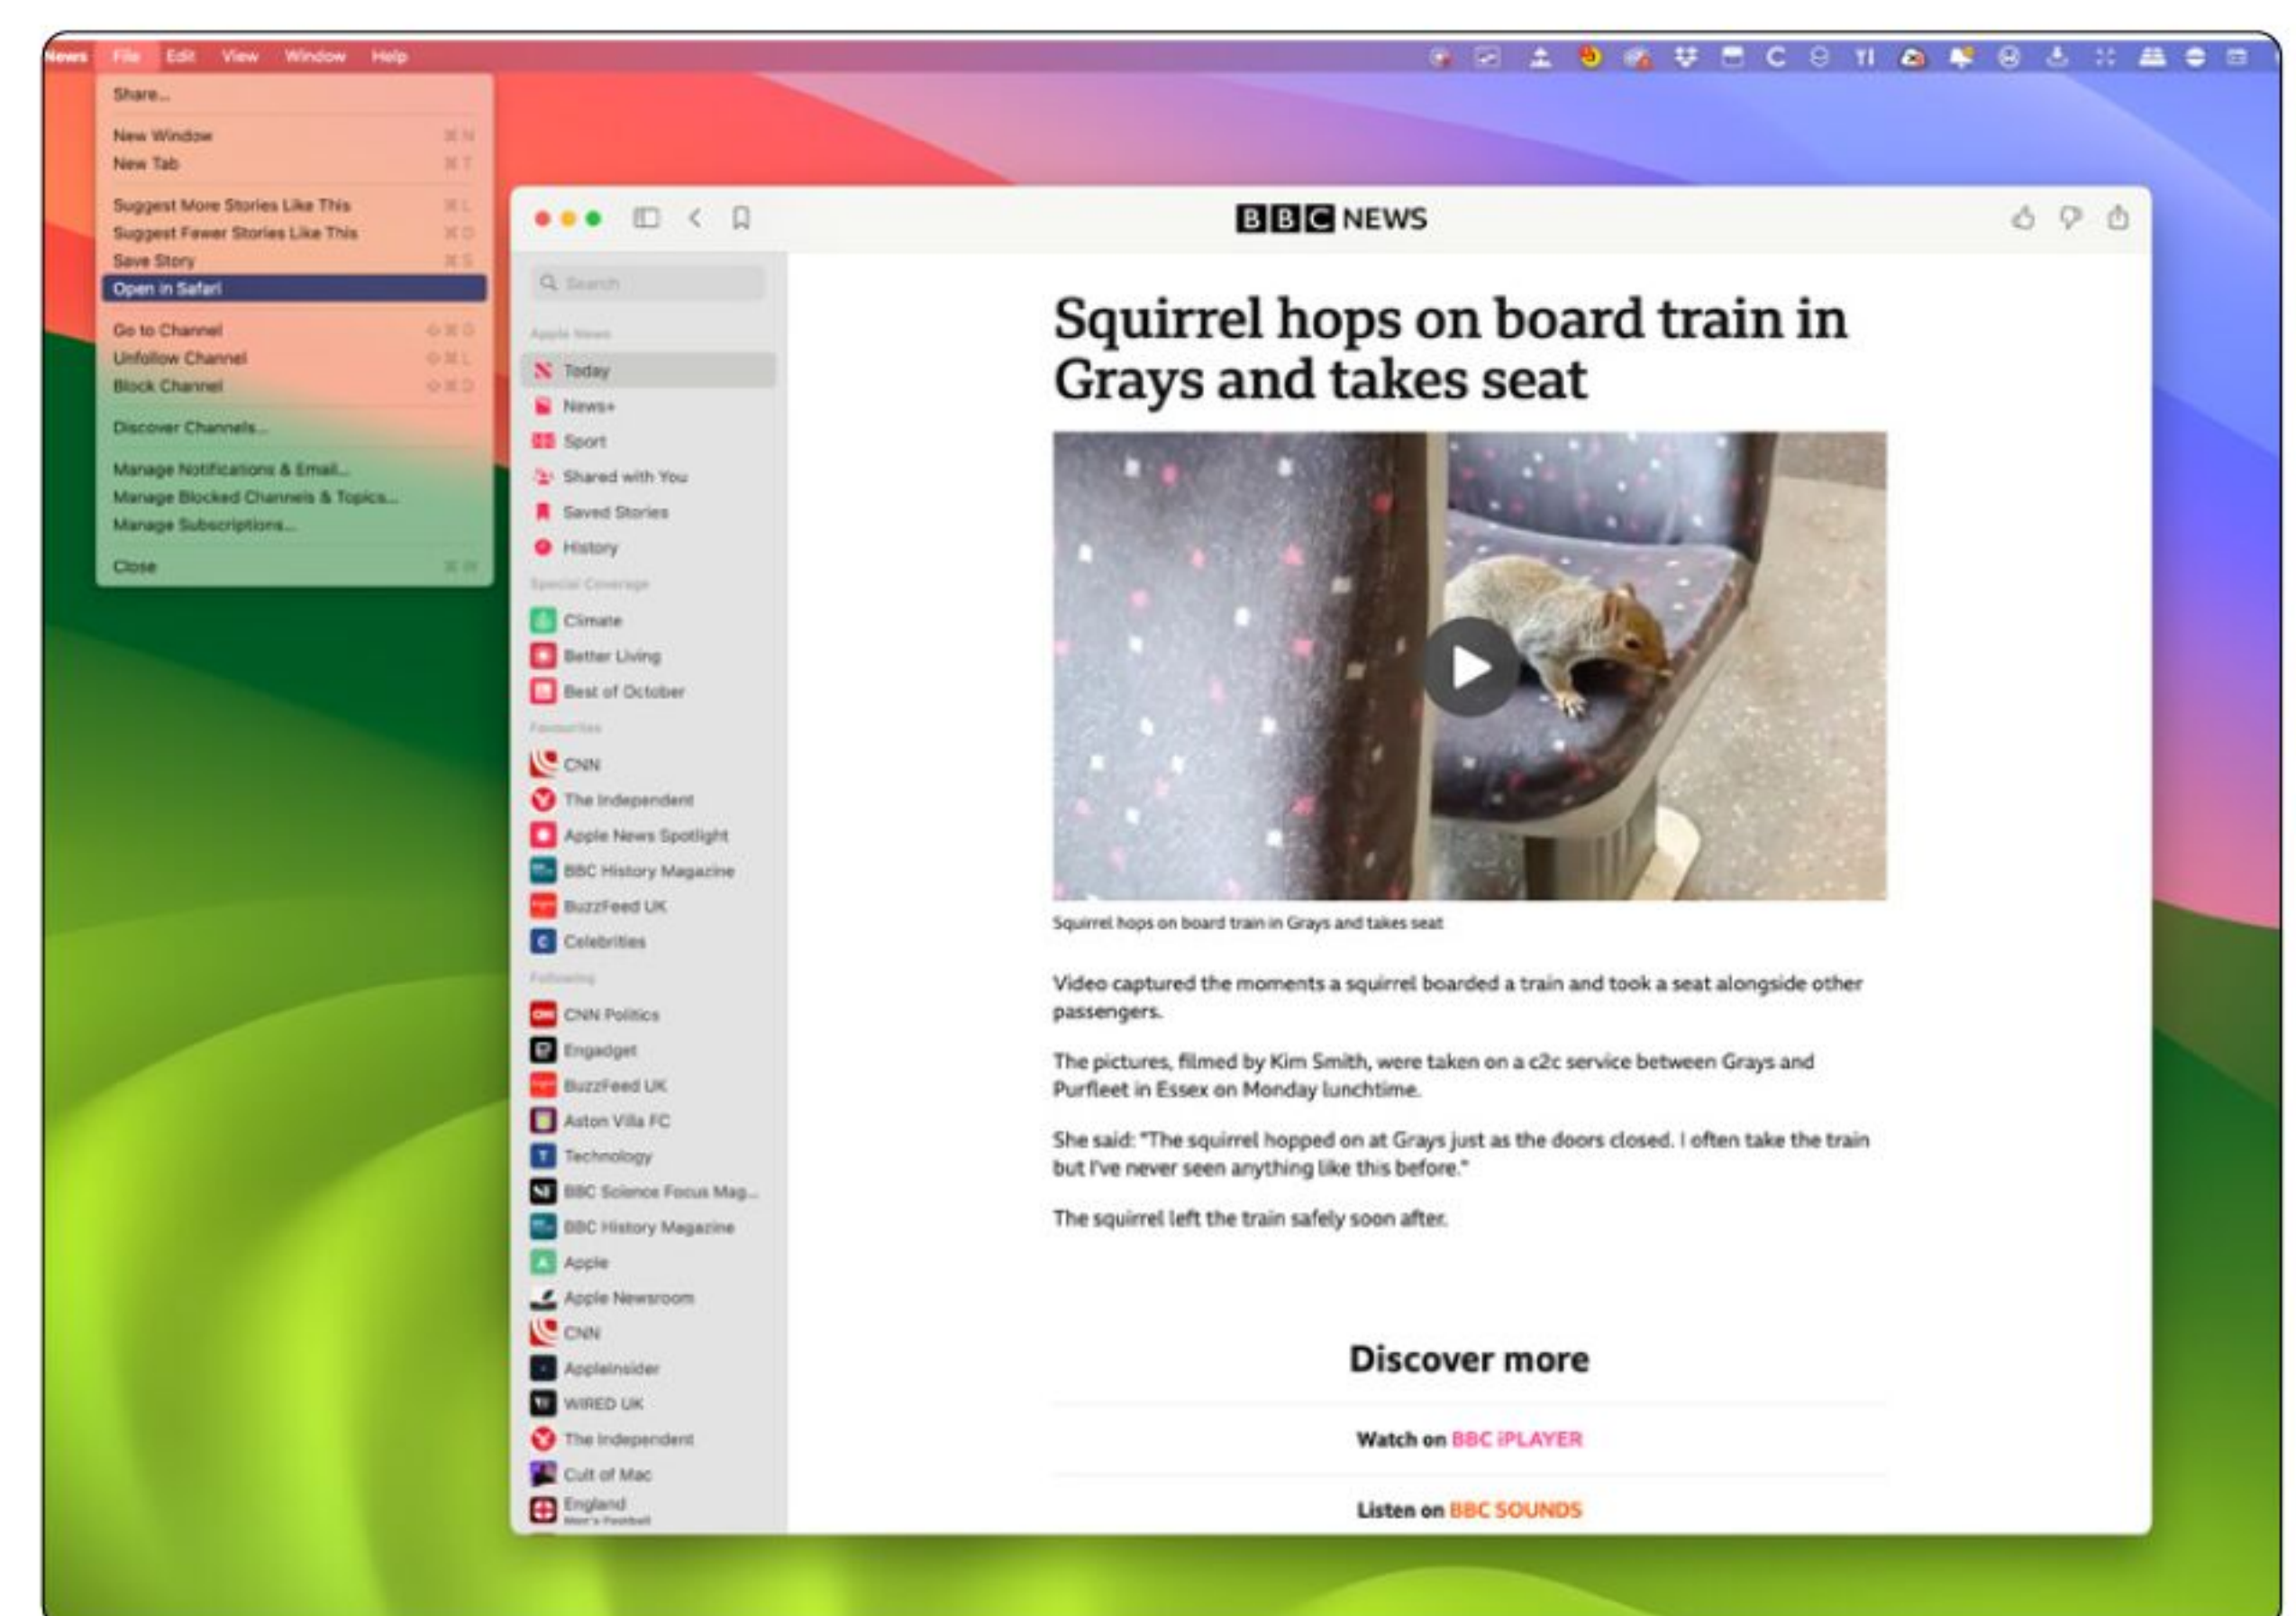 News File Edit View Window Help
Share...
New Window ⌘ N
New Tab ⌘ T
Suggest More Stories Like This ⌘ L
Suggest Fewer Stories Like This ⌘ D
Save Story ⌘ S
Open in Safari
Go to Channel ⇧ ⌘ G
Unfollow Channel ⇧ ⌘ L
Block Channel ⇧ ⌘ D
Discover Channels...
Manage Notifications & Email...
Manage Blocked Channels & Topics...
Manage Subscriptions...
Close ⌘ W
BBC NEWS
Search
Apple News
Today
News+
Sport
Shared with You
Saved Stories
History
Special Coverage
Climate
Better Living
Best of October
Favourites
CNN
The Independent
Apple News Spotlight
BBC History Magazine
BuzzFeed UK
Celebrities
Following
CNN Politics
Engadget
BuzzFeed UK
Aston Villa FC
Technology
BBC Science Focus Mag...
BBC History Magazine
Apple
Apple Newsroom
CNN
AppleInsider
WIRED UK
The Independent
Cult of Mac
England
Men's Football
Squirrel hops on board train in
Grays and takes seat
Squirrel hops on board train in Grays and takes seat
Video captured the moments a squirrel boarded a train and took a seat alongside other
passengers.
The pictures, filmed by Kim Smith, were taken on a c2c service between Grays and
Purfleet in Essex on Monday lunchtime.
She said: "The squirrel hopped on at Grays just as the doors closed. I often take the train
but I've never seen anything like this before."
The squirrel left the train safely soon after.
Discover more
Watch on BBC iPLAYER
Listen on BBC SOUNDS